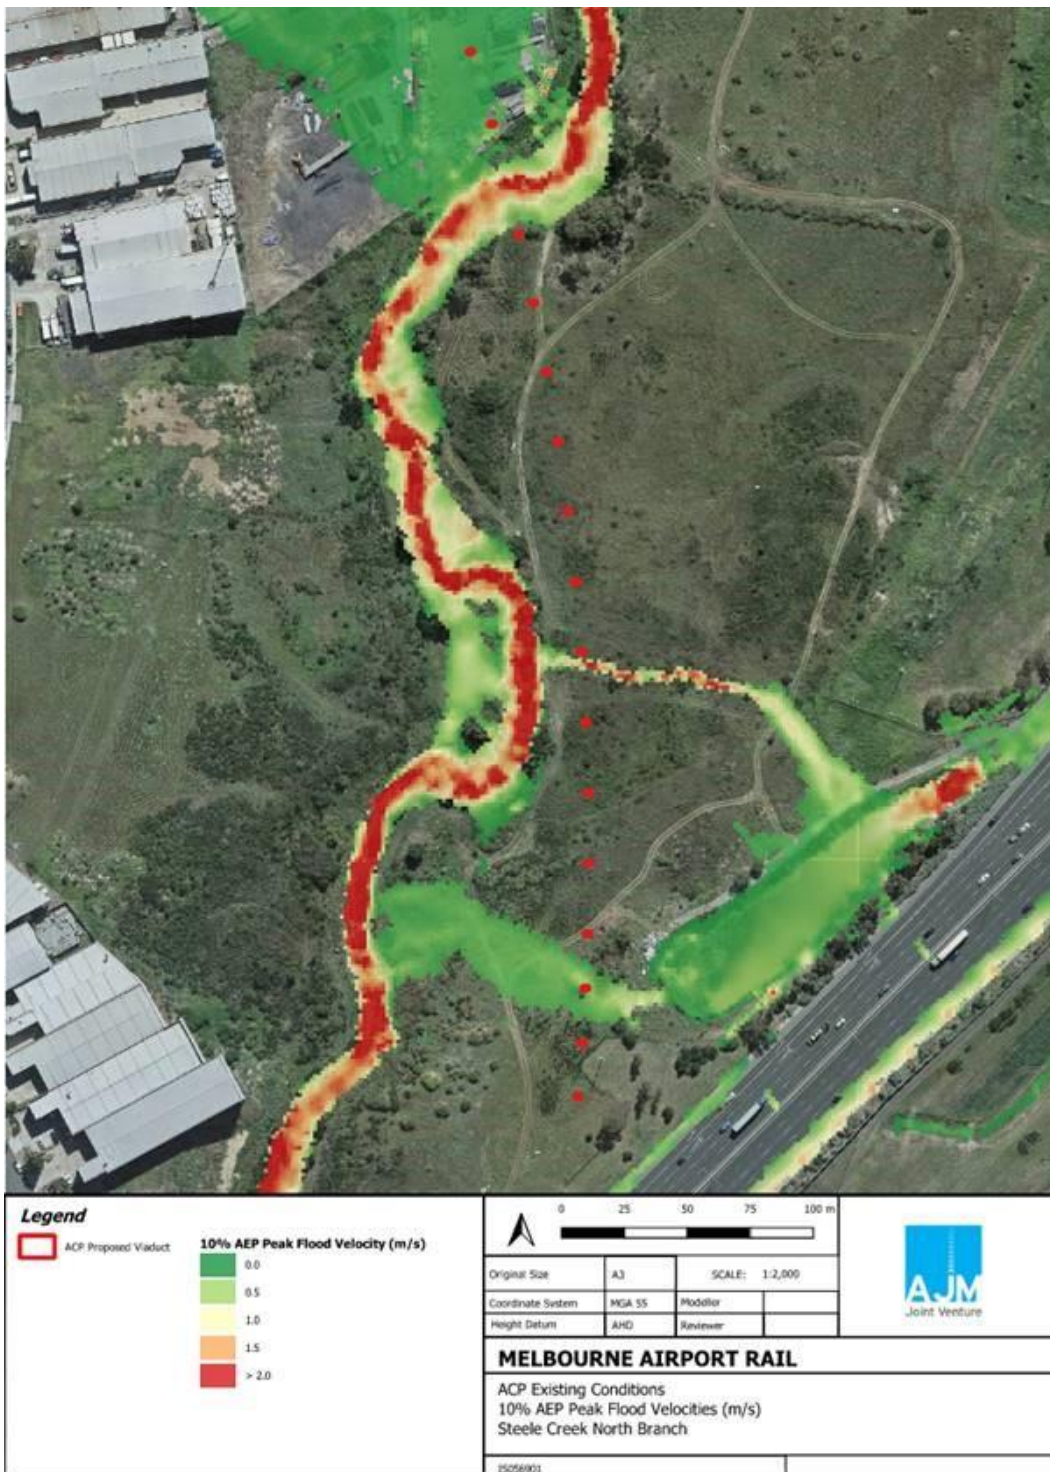 Legend
ACP Proposed Viaduct
10% AEP Peak Flood Velocity (m/s)
0.0
0.5
1.0
1.5
> 2.0
0 25 50 75 100 m
Original Size A3 SCALE: 1:2,000
Coordinate System MGA 55 Modeller
Height Datum AHD Reviewer
AJM
Joint Venture
MELBOURNE AIRPORT RAIL
ACP Existing Conditions
10% AEP Peak Flood Velocities (m/s)
Steele Creek North Branch